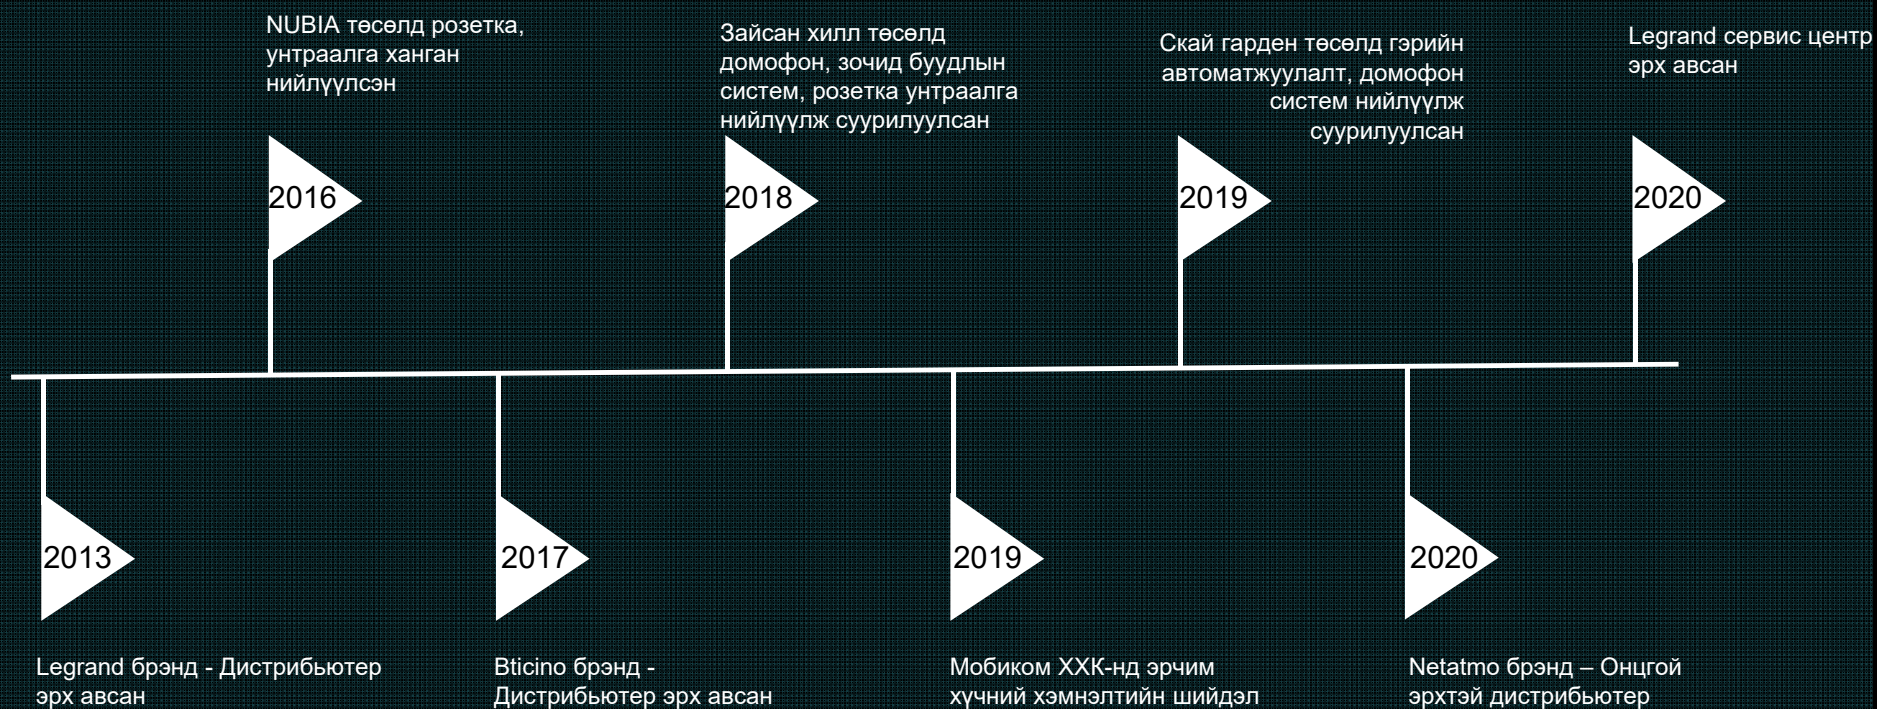 NUBIA төсөлд розетка,
унтраалга ханган
нийлүүлсэн
2016
Зайсан хилл төсөлд
домофон, зочид буудлын
систем, розетка унтраалга
нийлүүлж суурилуулсан
2018
Скай гарден төсөлд гэрийн
автоматжуулалт, домофон
систем нийлүүлж
суурилуулсан
2019
Legrand сервис центр
эрх авсан
2020
2013
Legrand брэнд - Дистрибьютер
эрх авсан
2017
Bticino брэнд -
Дистрибьютер эрх авсан
2019
Мобиком ХХК-нд эрчим
хүчний хэмнэлтийн шийдэл
2020
Netatmo брэнд – Онцгой
эрхтэй дистрибьютер